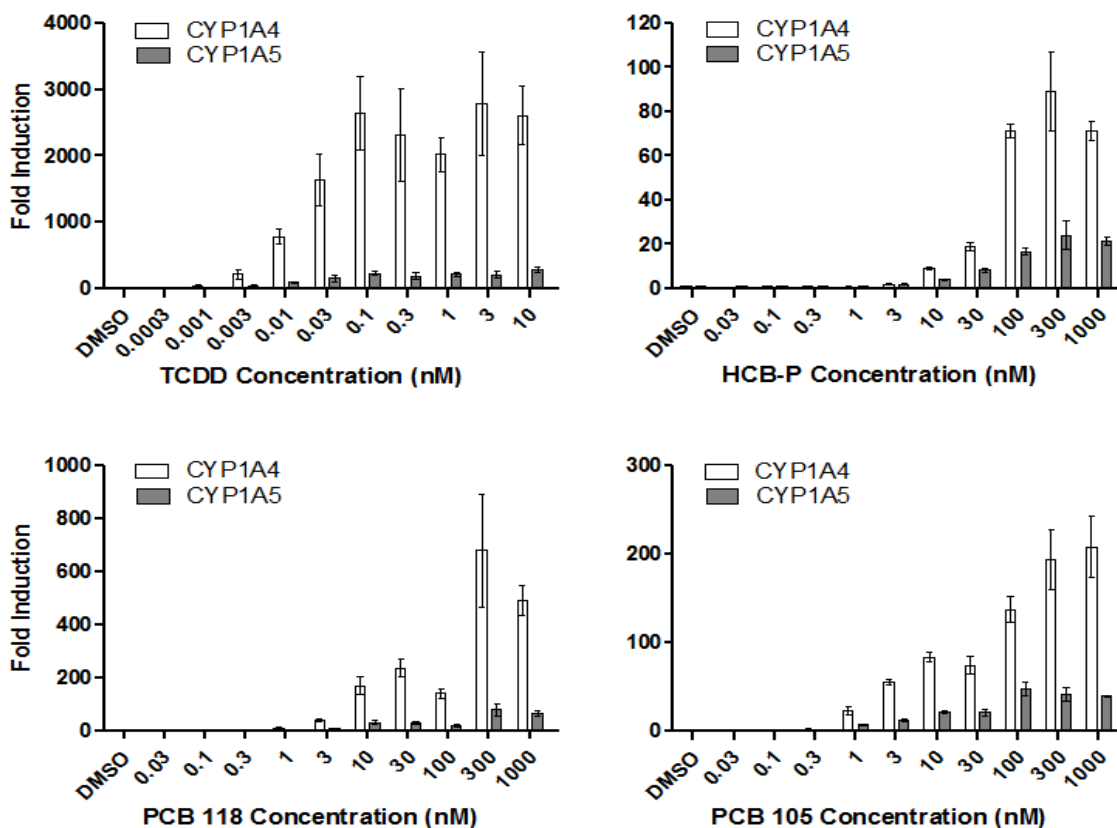 4000
3000
2000
1000
0
Fold Induction
CYP1A4
CYP1A5
DMSO 0.0003 0.001 0.003 0.01 0.03 0.1 0.3 1 3 10
TCDD Concentration (nM)
120
100
80
60
40
20
0
CYP1A4
CYP1A5
DMSO 0.03 0.1 0.3 1 3 10 30 100 300 1000
HCB-P Concentration (nM)
1000
800
600
400
200
0
Fold Induction
CYP1A4
CYP1A5
DMSO 0.03 0.1 0.3 1 3 10 30 100 300 1000
PCB 118 Concentration (nM)
300
200
100
0
CYP1A4
CYP1A5
DMSO 0.03 0.1 0.3 1 3 10 30 100 300 1000
PCB 105 Concentration (nM)